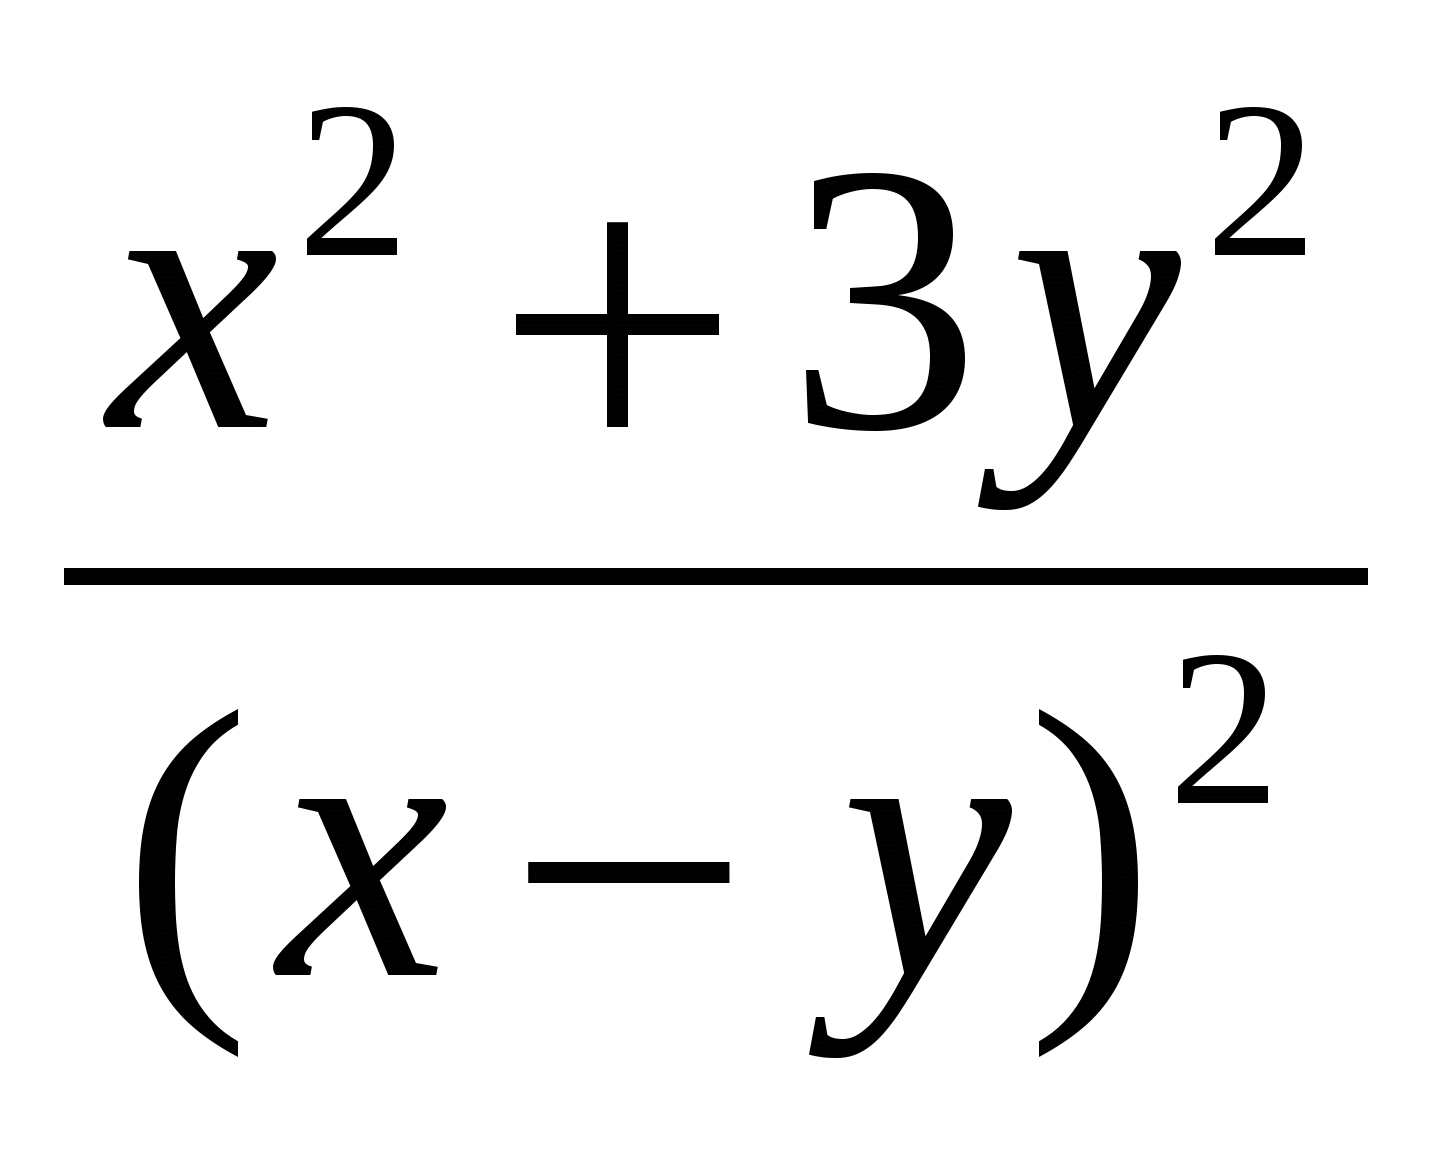 x² + 3y²
(x − y)²